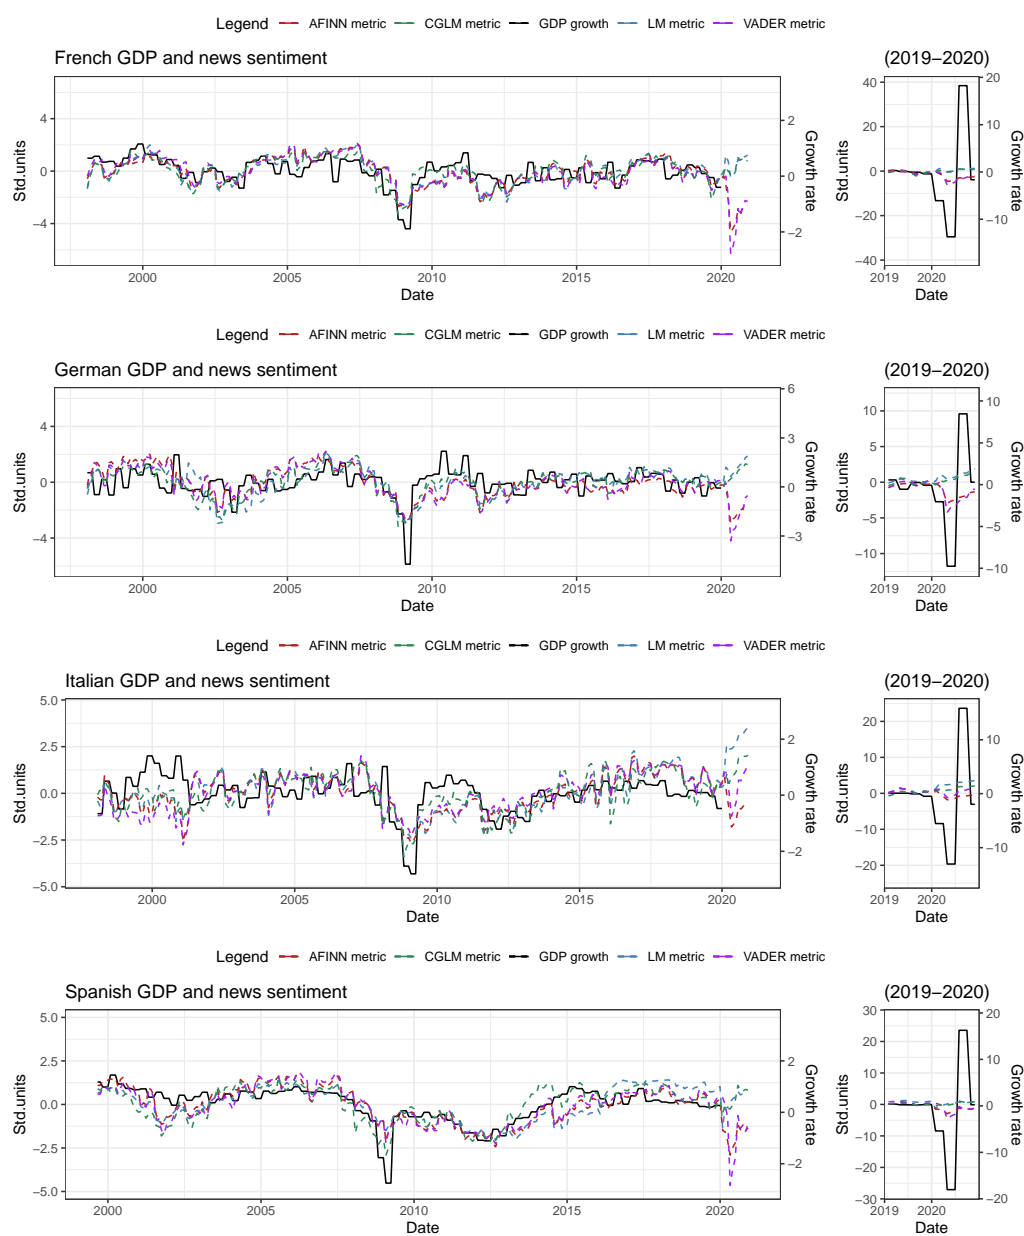 Legend AFINN metric CGLM metric GDP growth LM metric VADER metric
French GDP and news sentiment
(2019−2020)
Std.units
4
0
−4
2
0
−2
Growth rate
2000 2005 2010 2015 2020
Date
Std.units
40
20
0
−20
−40
20
10
0
−10
Growth rate
2019 2020
Date
Legend AFINN metric CGLM metric GDP growth LM metric VADER metric
German GDP and news sentiment
(2019−2020)
Std.units
4
0
−4
6
3
0
−3
Growth rate
2000 2005 2010 2015 2020
Date
Std.units
10
5
0
−5
−10
10
5
0
−5
−10
Growth rate
2019 2020
Date
Legend AFINN metric CGLM metric GDP growth LM metric VADER metric
Italian GDP and news sentiment
(2019−2020)
Std.units
5.0
2.5
0.0
−2.5
−5.0
2
0
−2
Growth rate
2000 2005 2010 2015 2020
Date
Std.units
20
10
0
−10
−20
10
0
−10
Growth rate
2019 2020
Date
Legend AFINN metric CGLM metric GDP growth LM metric VADER metric
Spanish GDP and news sentiment
(2019−2020)
Std.units
5.0
2.5
0.0
−2.5
−5.0
2
0
−2
Growth rate
2000 2005 2010 2015 2020
Date
Std.units
30
20
10
0
−10
−20
−30
20
10
0
−10
−20
Growth rate
2019 2020
Date